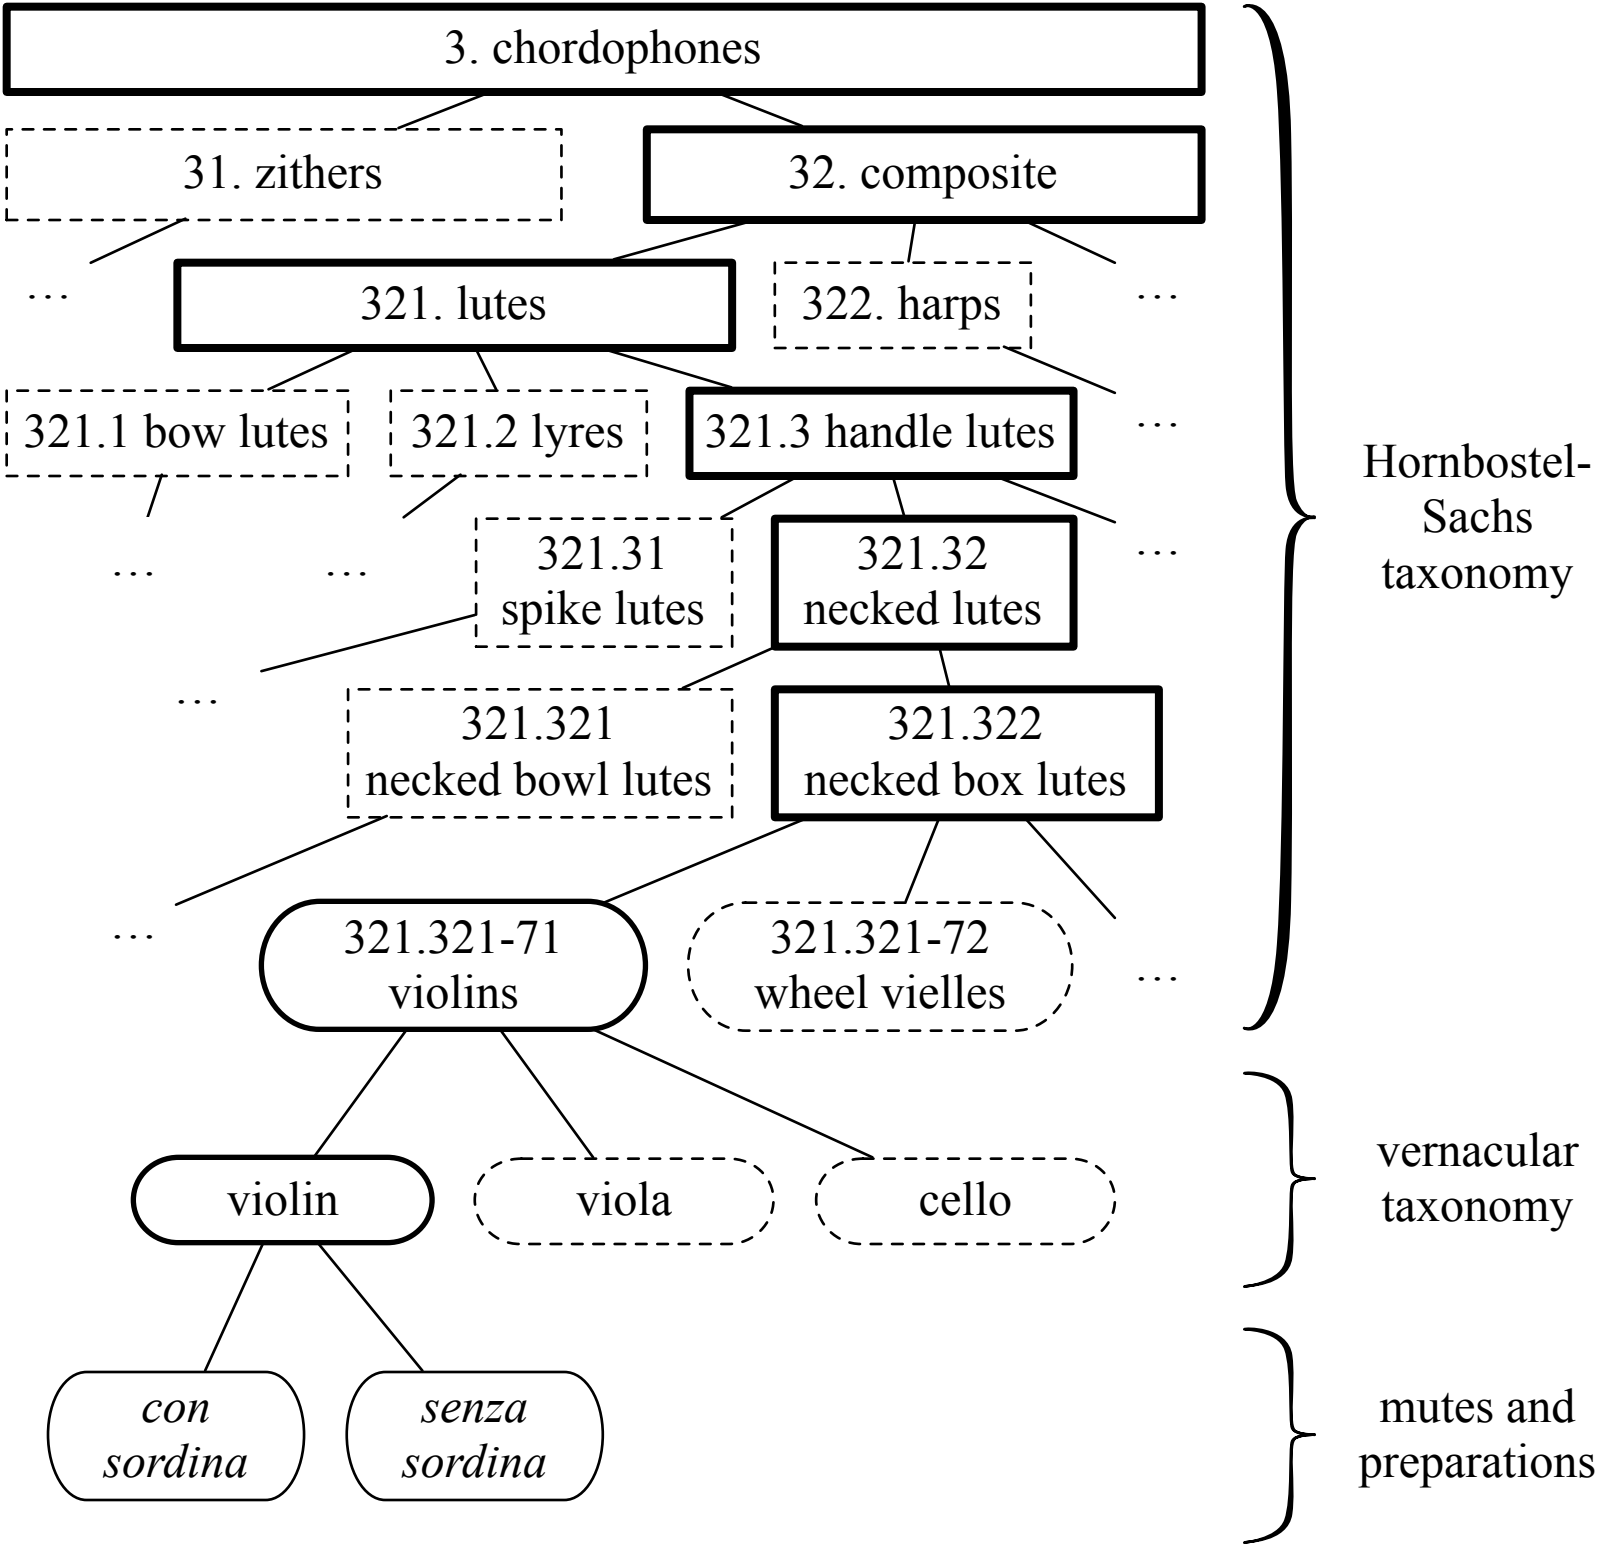 3. chordophones
31. zithers
32. composite
...
321. lutes
322. harps
...
321.1 bow lutes
321.2 lyres
321.3 handle lutes
...
Hornbostel-
Sachs
taxonomy
...
...
321.31
spike lutes
321.32
necked lutes
...
...
321.321
necked bowl lutes
321.322
necked box lutes
...
321.321-71
violins
321.321-72
wheel vielles
...
violin
viola
cello
vernacular
taxonomy
con
sordina
senza
sordina
mutes and
preparations